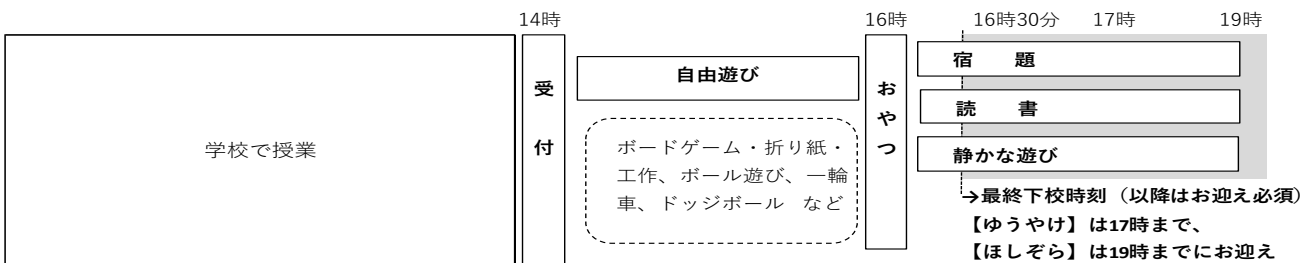 14時
16時
16時30分
17時
19時
学校で授業
受付
自由遊び
ボードゲーム・折り紙・
工作、ボール遊び、一輪
車、ドッジボール など
おやつ
宿 題
読 書
静かな遊び
→最終下校時刻（以降はお迎え必須）
【ゆうやけ】は17時まで、
【ほしぞら】は19時までにお迎え